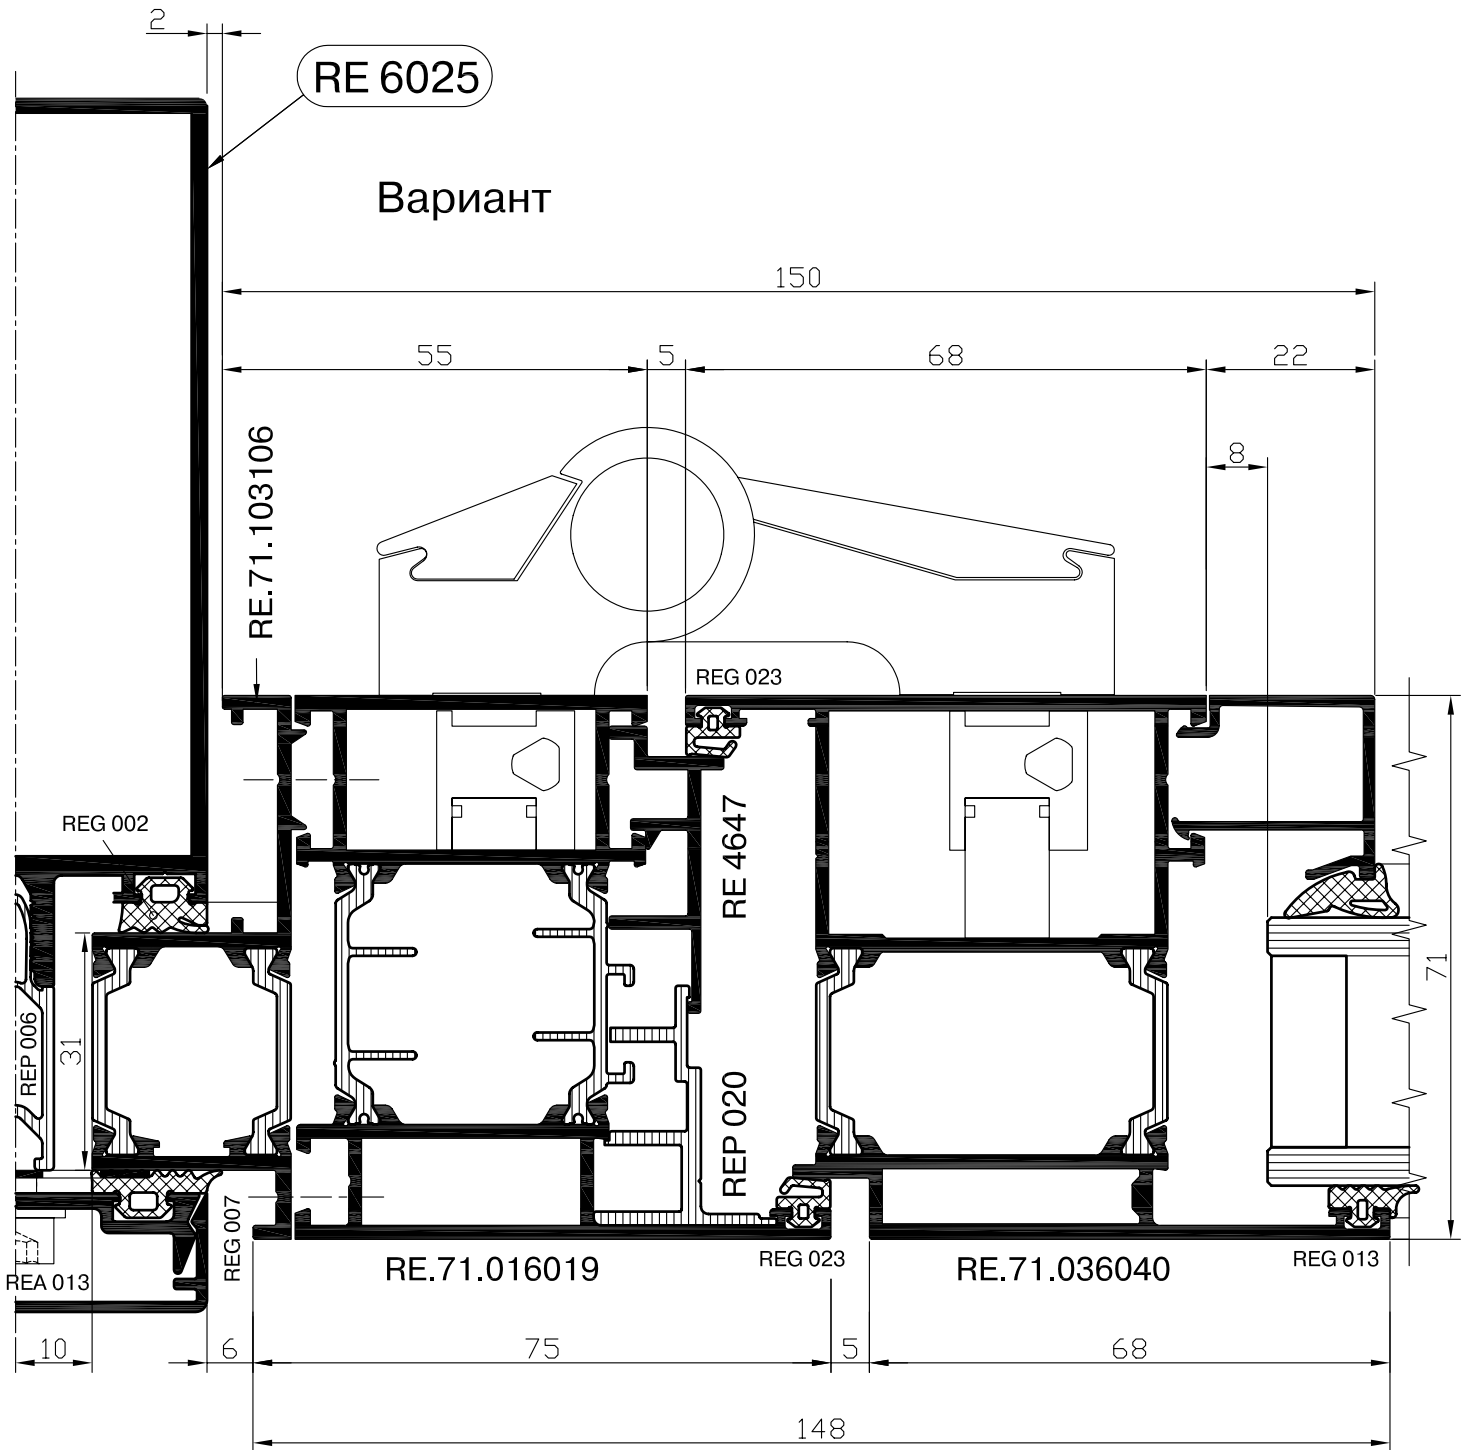 2
RE 6025
Вариант
150
55
5
68
22
8
RE.71.103106
REG 023
REG 002
RE 4647
71
31
REP 006
REP 020
REG 007
REA 013
RE.71.016019
REG 023
RE.71.036040
REG 013
10
6
75
5
68
148